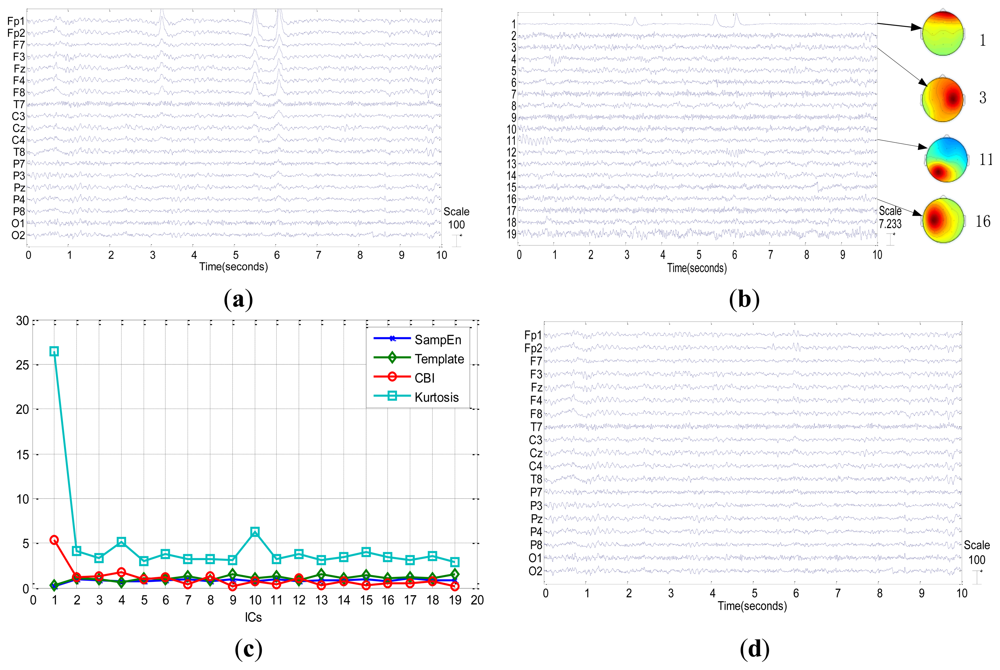 Fp1
Fp2
F7
F3
Fz
F4
F8
T7
C3
Cz
C4
T8
P7
P3
Pz
P4
P8
O1
O2
Scale
100
0 1 2 3 4 5 6 7 8 9 10
Time(seconds)
(a)
1
2
3
4
5
6
7
8
9
10
11
12
13
14
15
16
17
18
19
Scale
7.233
0 1 2 3 4 5 6 7 8 9 10
Time(seconds)
1
3
11
16
(b)
30
25
20
15
10
5
0
SampEn
Template
CBI
Kurtosis
0 1 2 3 4 5 6 7 8 9 10 11 12 13 14 15 16 17 18 19 20
ICs
(c)
Fp1
Fp2
F7
F3
Fz
F4
F8
T7
C3
Cz
C4
T8
P7
P3
Pz
P4
P8
O1
O2
Scale
100
0 1 2 3 4 5 6 7 8 9 10
Time(seconds)
(d)